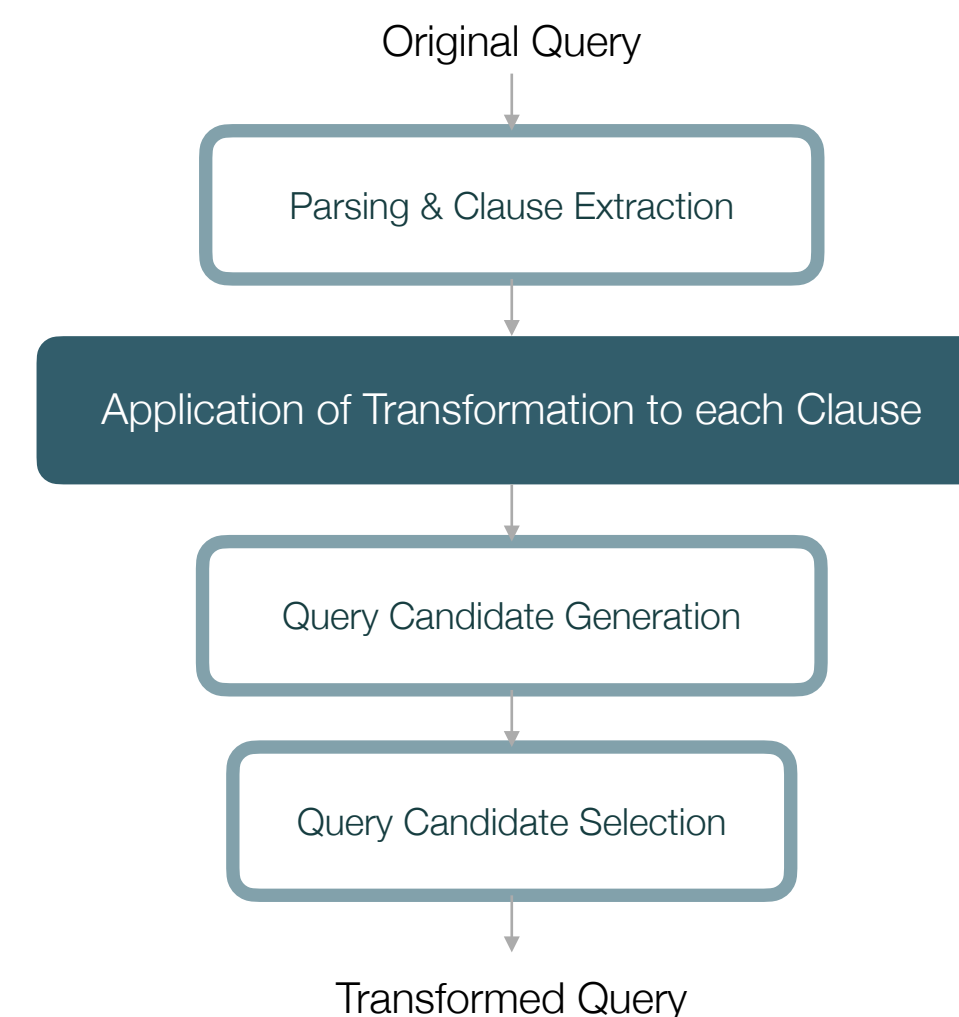 Original Query
Parsing & Clause Extraction
Application of Transformation to each Clause
Query Candidate Generation
Query Candidate Selection
Transformed Query